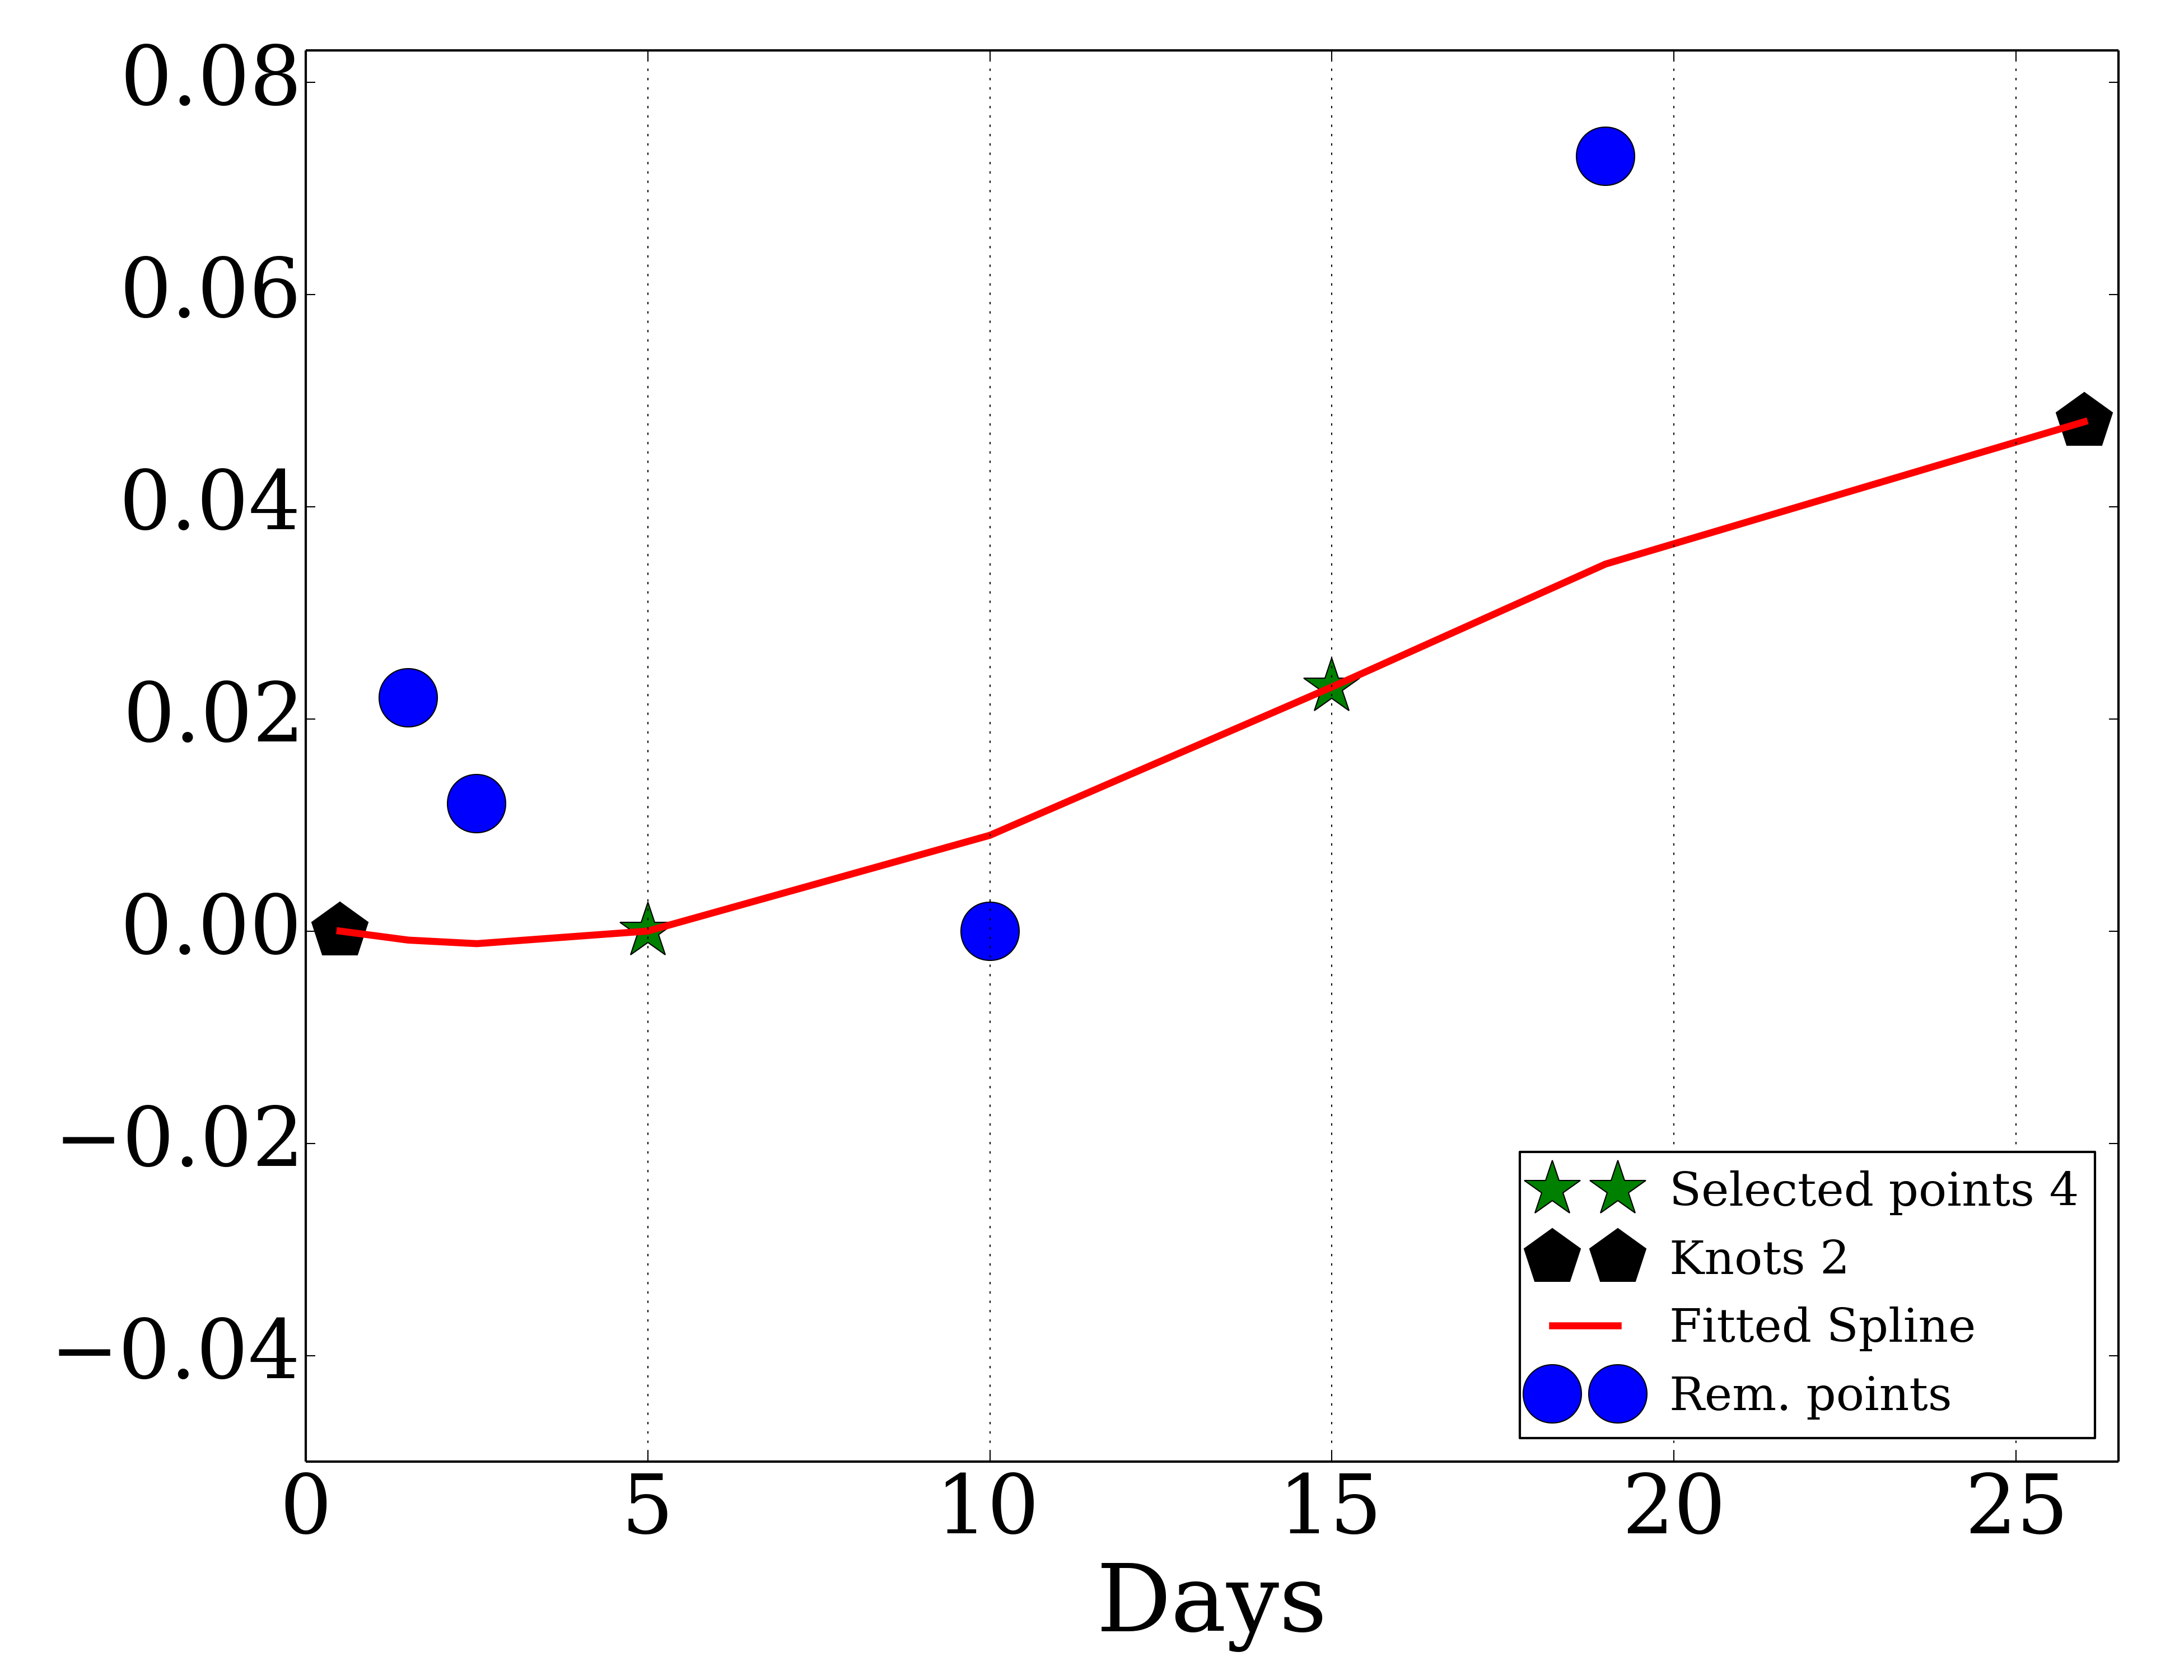 0.08
0.06
0.04
0.02
0.00
−0.02
−0.04
0 5 10 15 20 25
Days
Selected points 4
Knots 2
Fitted Spline
Rem. points